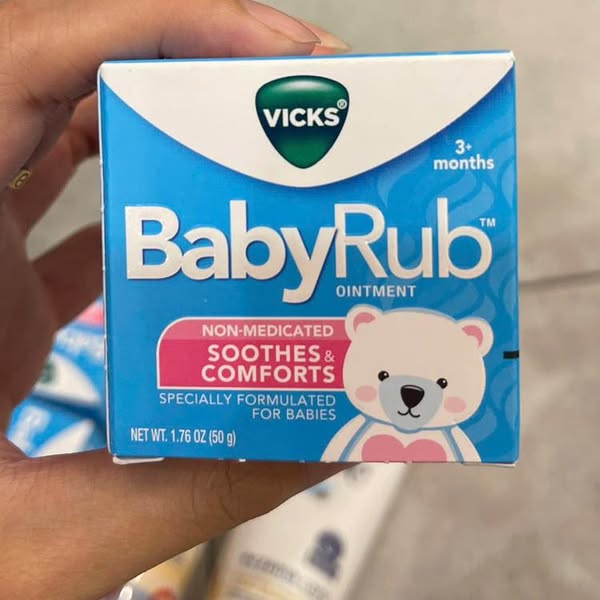 VICKS®
3+
months
BabyRub™
OINTMENT
NON-MEDICATED
SOOTHES &
COMFORTS
SPECIALLY FORMULATED
FOR BABIES
NET WT. 1.76 OZ (50 g)